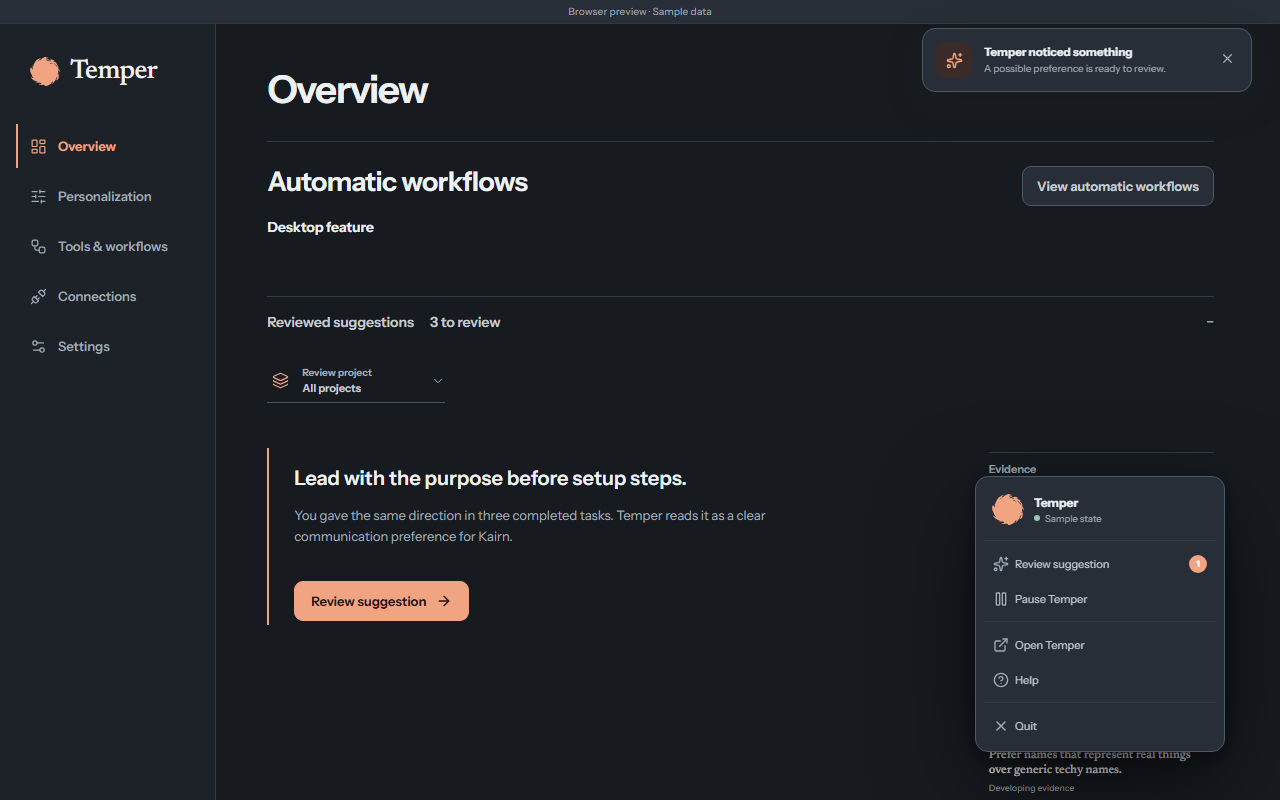 Browser preview · Sample data
Temper
Overview
Personalization
Tools & workflows
Connections
Settings
Overview
Temper noticed something
A possible preference is ready to review.
Automatic workflows
View automatic workflows
Desktop feature
Reviewed suggestions 3 to review
Review project
All projects
Lead with the purpose before setup steps.
You gave the same direction in three completed tasks. Temper reads it as a clear
communication preference for Kairn.
Review suggestion
Evidence
Temper
Sample state
Review suggestion 1
Pause Temper
Open Temper
Help
Quit
Prefer names that represent real things
over generic techy names.
Developing evidence